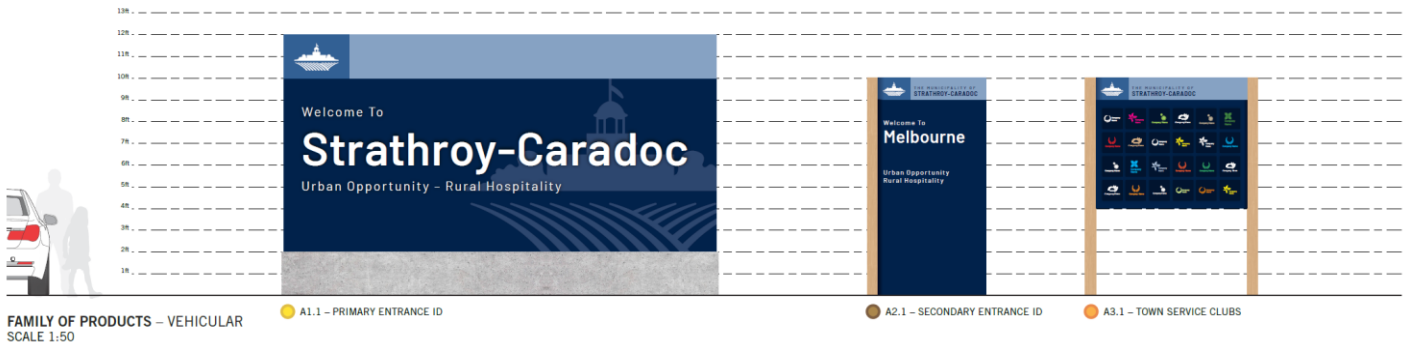 13ft
12ft
11ft
10ft
9ft
8ft
7ft
6ft
5ft
4ft
3ft
2ft
1ft
Welcome To
Strathroy-Caradoc
Urban Opportunity – Rural Hospitality
THE MUNICIPALITY OF
STRATHROY-CARADOC
Welcome To
Melbourne
Urban Opportunity
Rural Hospitality
THE MUNICIPALITY OF
STRATHROY-CARADOC
A1.1 – PRIMARY ENTRANCE ID
A2.1 – SECONDARY ENTRANCE ID
A3.1 – TOWN SERVICE CLUBS
FAMILY OF PRODUCTS – VEHICULAR
SCALE 1:50